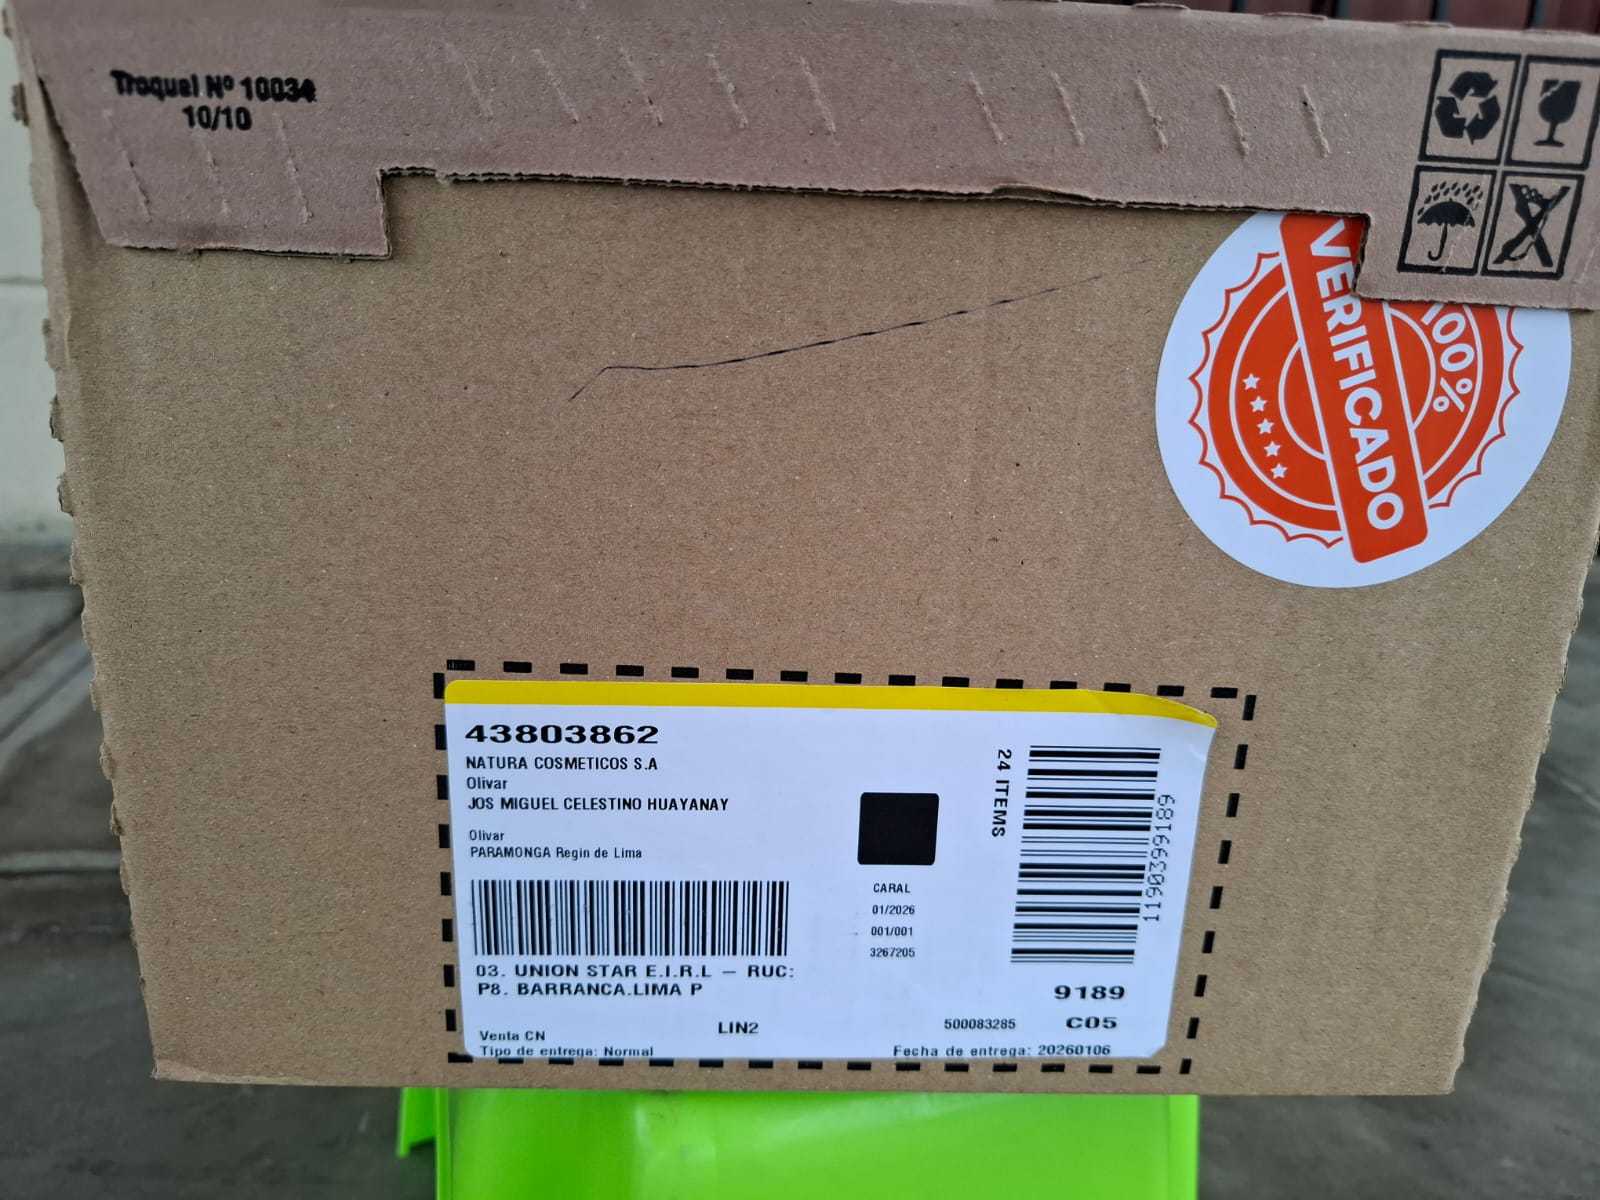 Troquel Nº 10034
10/10
VERIFICADO
100%
43803862
NATURA COSMETICOS S.A
Olivar
JOS MIGUEL CELESTINO HUAYANAY
Olivar
PARAMONGA Regin de Lima
24 ITEMS
119039918 9189
CARAL
01/2026
001/001
3267205
03. UNION STAR E.I.R.L — RUC:
P8. BARRANCA.LIMA P
9189
LIN2
500083285
C05
Venta CN
Tipo de entrega: Normal
Fecha de entrega: 20260106